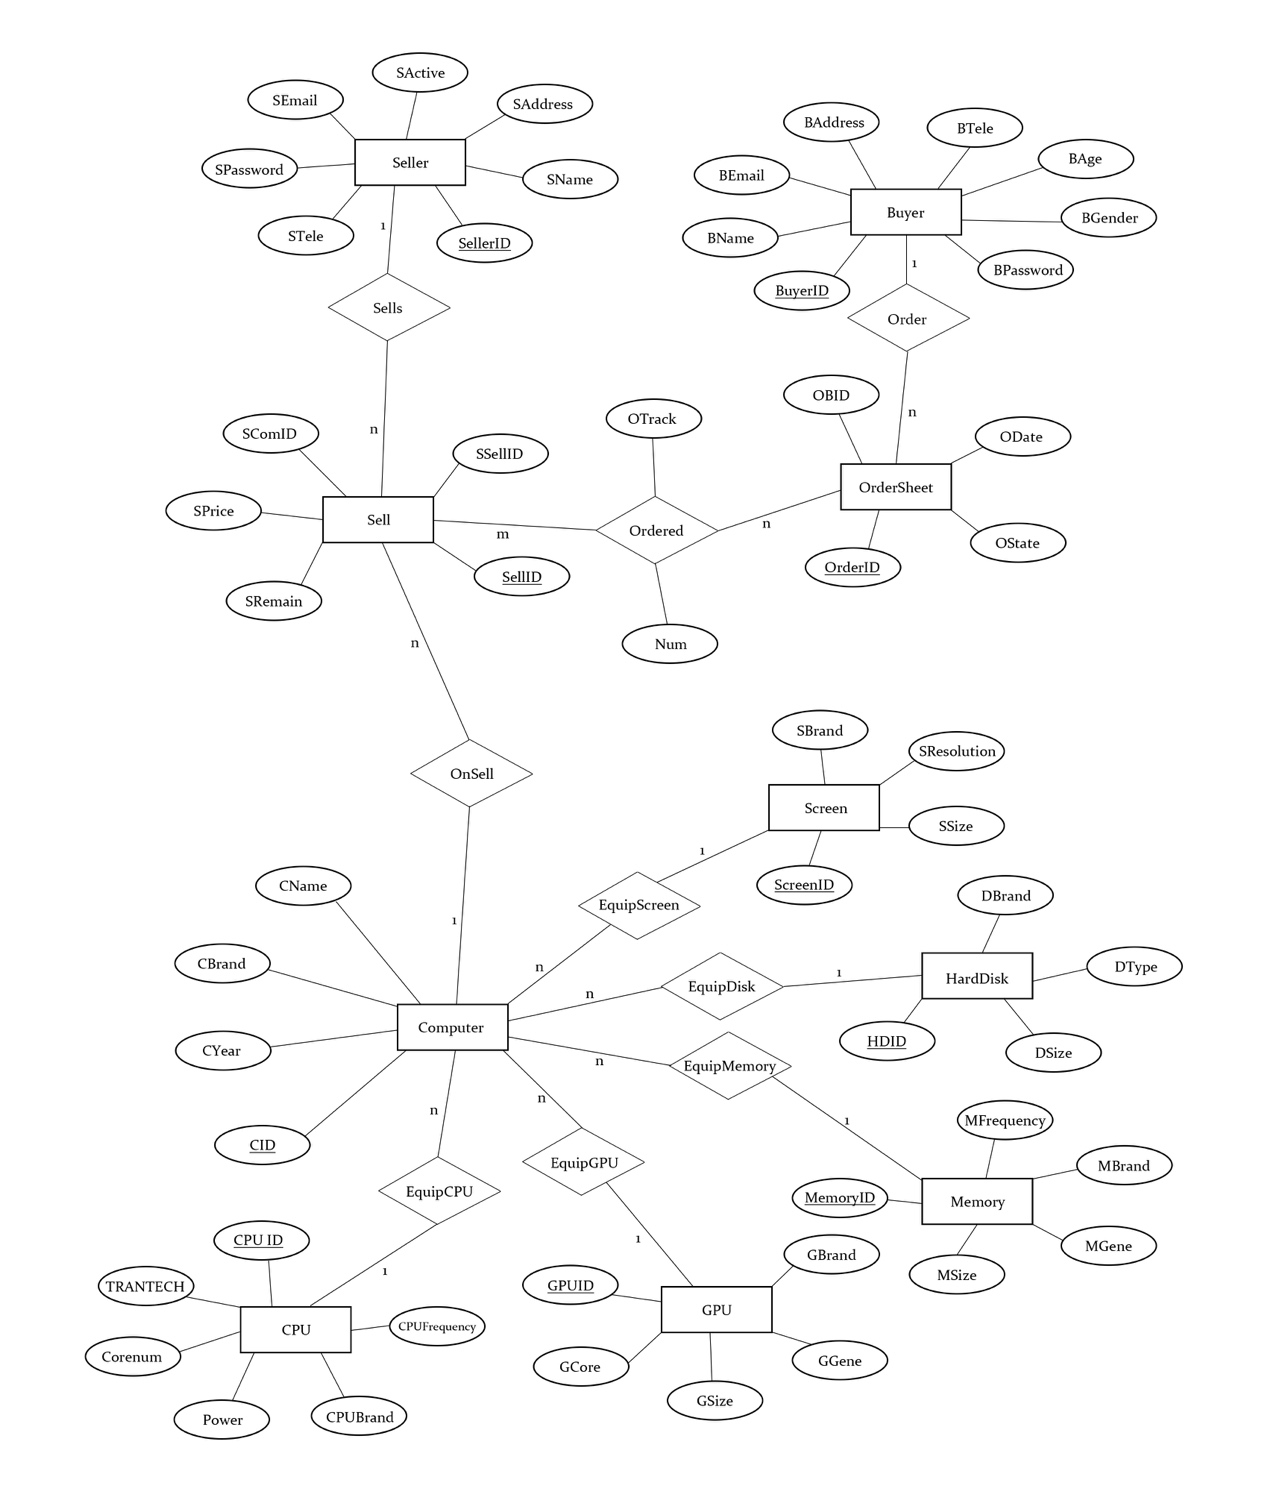 SActive
SEmail
SAddress
Seller
SPassword
SName
STele
1
SellerID
Sells
BAddress
BTele
BAge
BEmail
Buyer
BGender
BName
BPassword
BuyerID
1
Order
n
OBID
ODate
OrderSheet
OState
OrderID
n
SComID
SSellID
SPrice
Sell
SRemain
SellID
m
OTrack
Ordered
n
Num
n
OnSell
1
SBrand
SResolution
Screen
SSize
ScreenID
1
EquipScreen
n
CName
CBrand
Computer
CYear
CID
DBrand
HardDisk
DType
HDID
DSize
1
EquipDisk
n
EquipMemory
n
1
MFrequency
MBrand
MemoryID
Memory
MGene
MSize
n
EquipGPU
1
GBrand
GPUID
GPU
GCore
GGene
GSize
n
EquipCPU
1
CPU ID
TRANTECH
CPU
CPUFrequency
Corenum
Power
CPUBrand